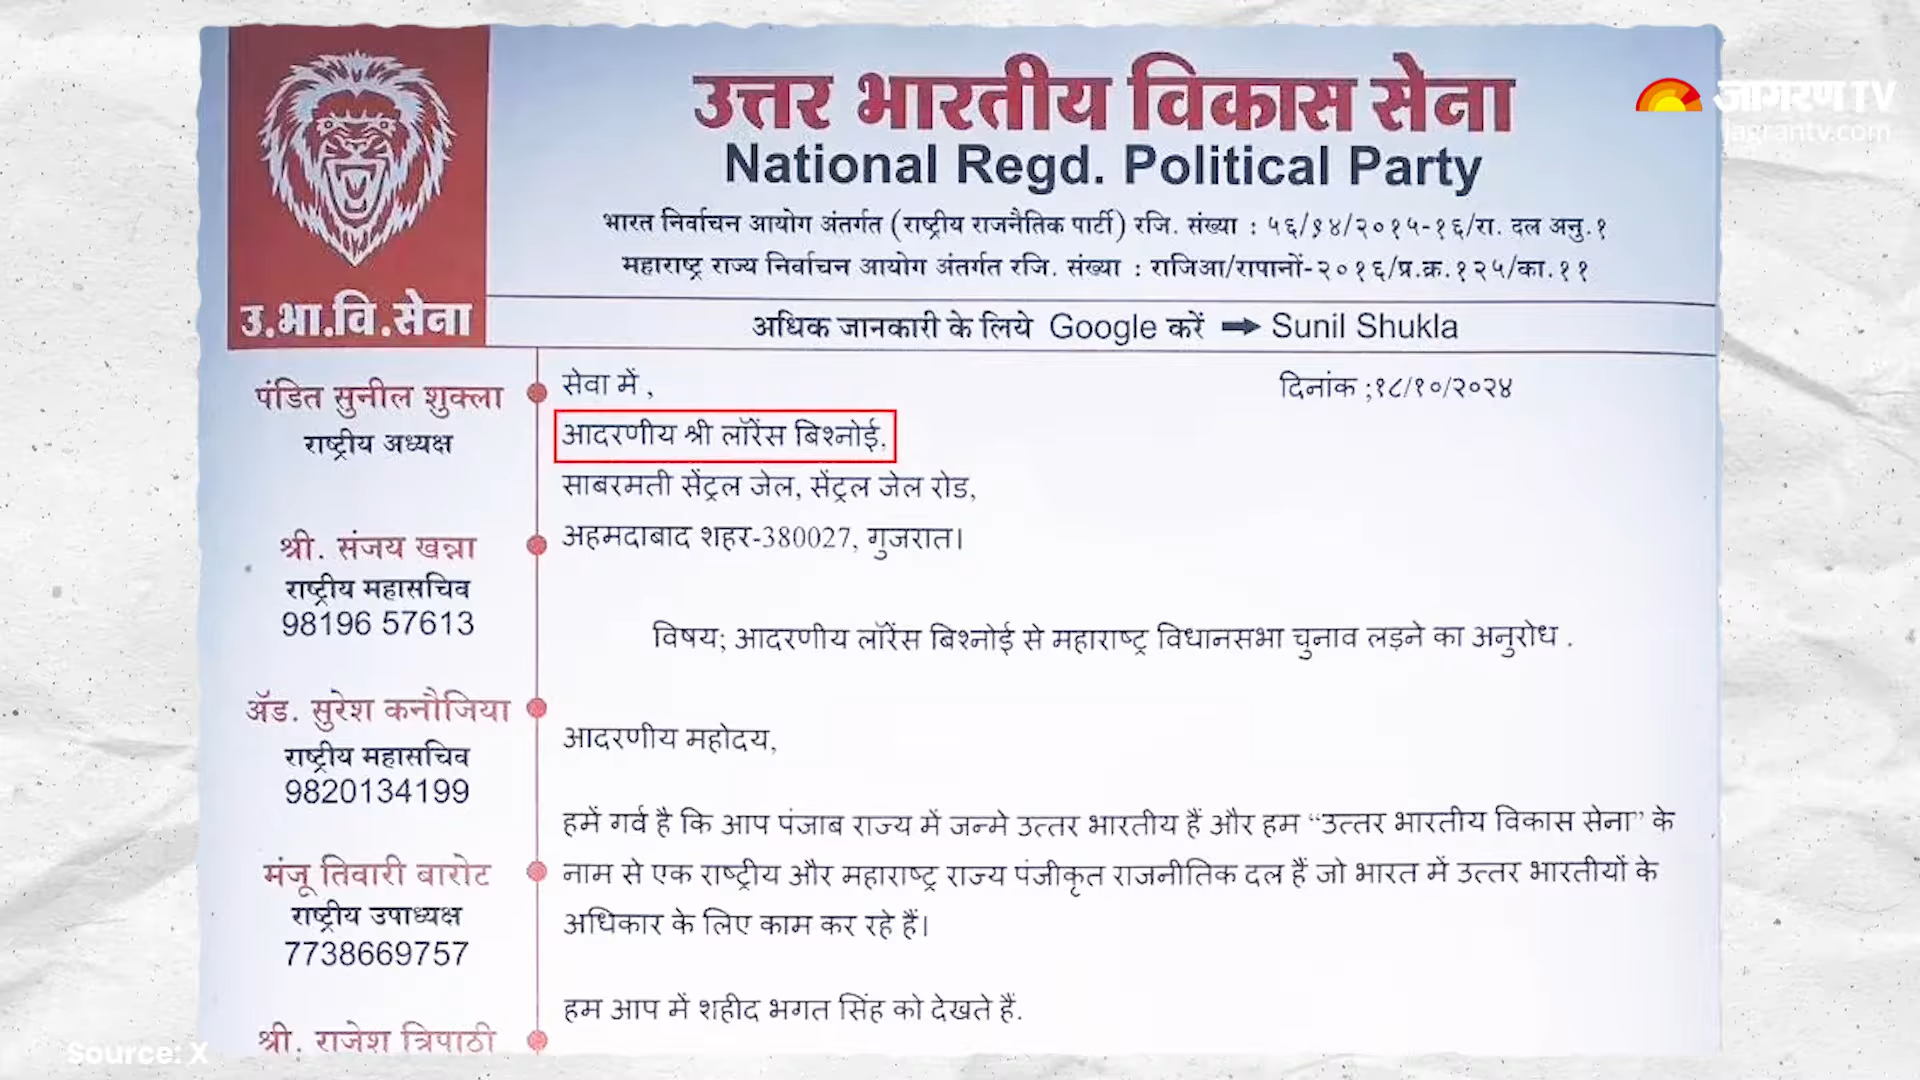 उत्तर भारतीय विकास सेना
National Regd. Political Party
भारत निर्वाचन आयोग अंतर्गत (राष्ट्रीय राजनैतिक पार्टी) रजि. संख्या : ५६/५४/२०१५-१६/रा. दल अनु.१
महाराष्ट्र राज्य निर्वाचन आयोग अंतर्गत रजि. संख्या : राजिआ/रापानों-२०१६/प्र.क्र.१२५/का.११
उ.भा.वि.सेना
अधिक जानकारी के लिये Google करें ➡ Sunil Shukla
जागरण TV
jagrantv.com
पंडित सुनील शुक्ला
राष्ट्रीय अध्यक्ष
श्री. संजय खन्ना
राष्ट्रीय महासचिव
98196 57613
ॲड. सुरेश कनौजिया
राष्ट्रीय महासचिव
9820134199
मंजू तिवारी बारोट
राष्ट्रीय उपाध्यक्ष
7738669757
श्री. राजेश त्रिपाठी
सेवा में ,
दिनांक ;१८/१०/२०२४
आदरणीय श्री लॉरेंस बिश्नोई,
साबरमती सेंट्रल जेल, सेंट्रल जेल रोड,
अहमदाबाद शहर-380027, गुजरात।
विषय; आदरणीय लॉरेंस बिश्नोई से महाराष्ट्र विधानसभा चुनाव लड़ने का अनुरोध .
आदरणीय महोदय,
हमें गर्व है कि आप पंजाब राज्य में जन्मे उत्तर भारतीय हैं और हम “उत्तर भारतीय विकास सेना” के
नाम से एक राष्ट्रीय और महाराष्ट्र राज्य पंजीकृत राजनीतिक दल हैं जो भारत में उत्तर भारतीयों के
अधिकार के लिए काम कर रहे हैं।
हम आप में शहीद भगत सिंह को देखते हैं.
Source: X